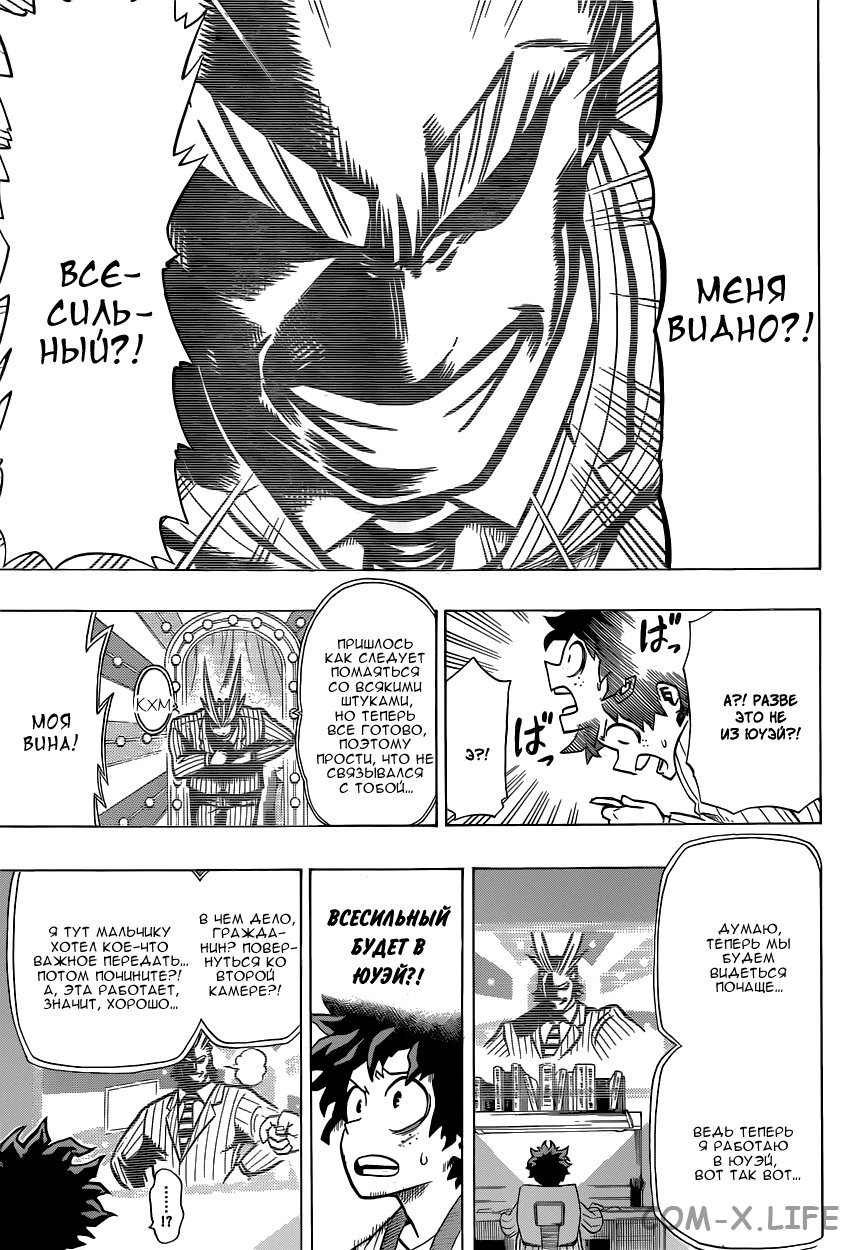 МЕНЯ
ВИДНО?!
ВСЕ-
СИЛЬ-
НЫЙ?!
ばっ
ばっ
А?! РАЗВЕ
ЭТО НЕ
ИЗ ЮУЭЙ?!
Э?!
ПРИШЛОСЬ
КАК СЛЕДУЕТ
ПОМАЯТЬСЯ
СО ВСЯКИМИ
ШТУКАМИ,
НО ТЕПЕРЬ
ВСЕ ГОТОВО,
ПОЭТОМУ
ПРОСТИ, ЧТО НЕ
СВЯЗЫВАЛСЯ
С ТОБОЙ...
КХМ
МОЯ
ВИНА!
ДУМАЮ,
ТЕПЕРЬ МЫ
БУДЕМ
ВИДЕТЬСЯ
ПОЧАЩЕ...
ВЕДЬ ТЕПЕРЬ
Я РАБОТАЮ
В ЮУЭЙ,
ВОТ ТАК ВОТ...
ВСЕСИЛЬНЫЙ
БУДЕТ В
ЮУЭЙ?!
В ЧЕМ ДЕЛО,
ГРАЖДА-
НИН? ПОВЕР-
НУТЬСЯ КО
ВТОРОЙ
КАМЕРЕ?!
Я ТУТ МАЛЬЧИКУ
ХОТЕЛ КОЕ-ЧТО
ВАЖНОЕ ПЕРЕДАТЬ...
ПОТОМ ПОЧИНИТЕ?!
А, ЭТА РАБОТАЕТ,
ЗНАЧИТ, ХОРОШО...
......
!?
COM-X.LIFE